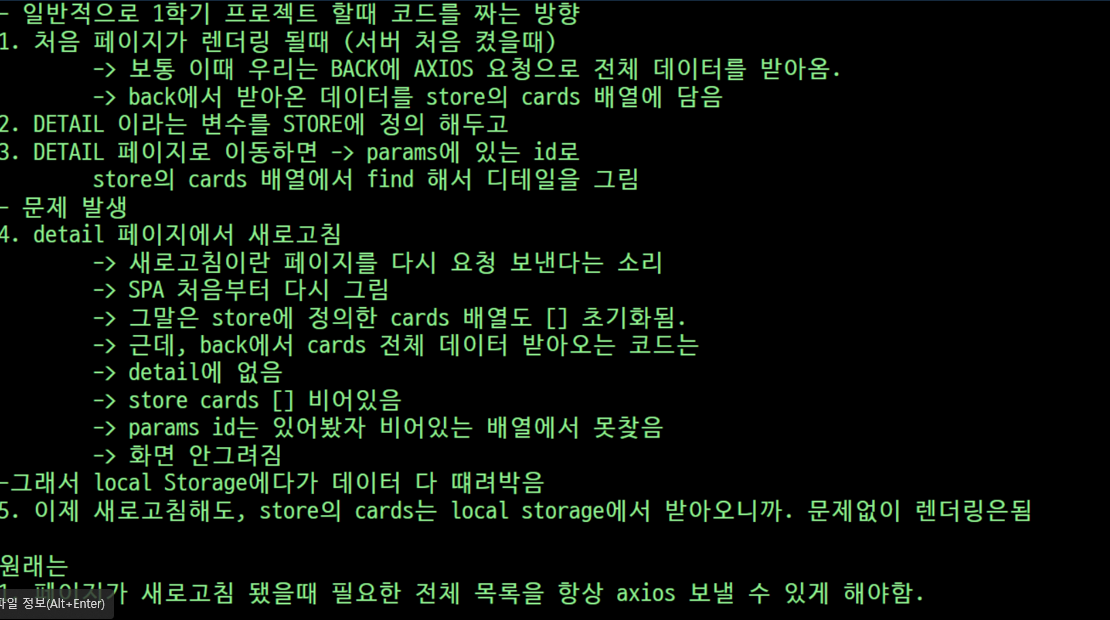 - 일반적으로 1학기 프로젝트 할때 코드를 짜는 방향
1. 처음 페이지가 렌더링 될때 (서버 처음 켰을때)
-> 보통 이때 우리는 BACK에 AXIOS 요청으로 전체 데이터를 받아옴.
-> back에서 받아온 데이터를 store의 cards 배열에 담음
2. DETAIL 이라는 변수를 STORE에 정의 해두고
3. DETAIL 페이지로 이동하면 -> params에 있는 id로
store의 cards 배열에서 find 해서 디테일을 그림
- 문제 발생
4. detail 페이지에서 새로고침
-> 새로고침이란 페이지를 다시 요청 보낸다는 소리
-> SPA 처음부터 다시 그림
-> 그말은 store에 정의한 cards 배열도 [] 초기화됨.
-> 근데, back에서 cards 전체 데이터 받아오는 코드는
-> detail에 없음
-> store cards [] 비어있음
-> params id는 있어봤자 비어있는 배열에서 못찾음
-> 화면 안그려짐
-그래서 local Storage에다가 데이터 다 떄려박음
5. 이제 새로고침해도, store의 cards는 local storage에서 받아오니까. 문제없이 렌더링은됨
원래는
페이지가 새로고침 됐을때 필요한 전체 목록을 항상 axios 보낼 수 있게 해야함.
파일 정보(Alt+Enter)